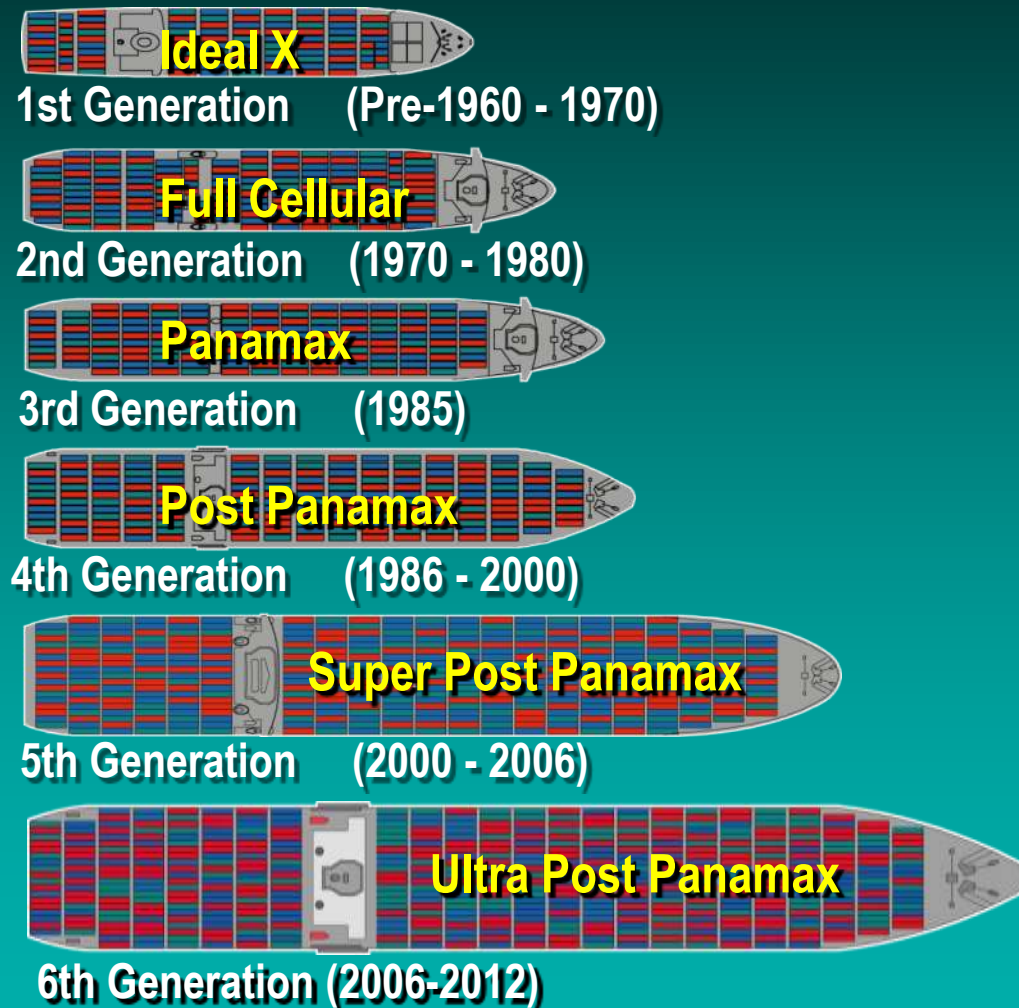 Ideal X
1st Generation (Pre-1960 - 1970)
Full Cellular
2nd Generation (1970 - 1980)
Panamax
3rd Generation (1985)
Post Panamax
4th Generation (1986 - 2000)
Super Post Panamax
5th Generation (2000 - 2006)
Ultra Post Panamax
6th Generation (2006-2012)